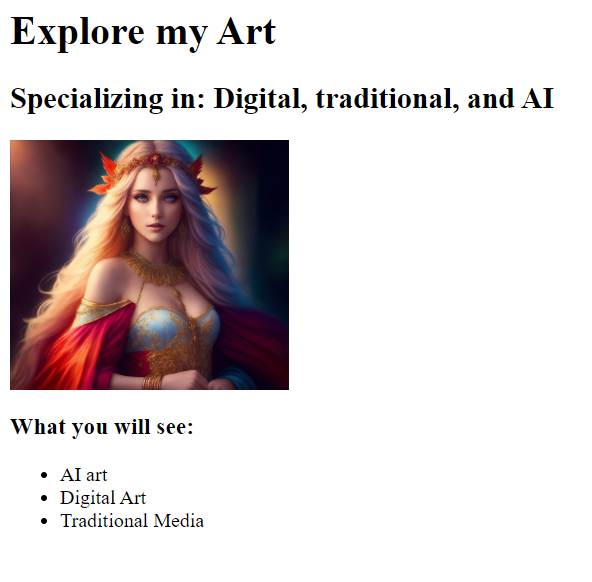 Explore my Art
Specializing in: Digital, traditional, and AI
What you will see:
AI art
Digital Art
Traditional Media